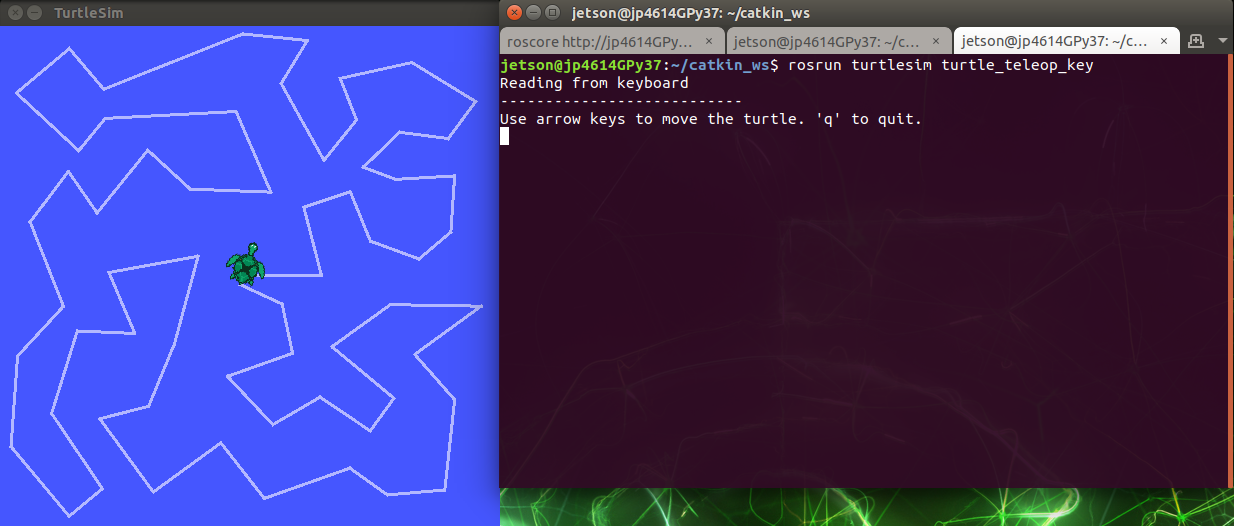 TurtleSim
jetson@jp4614GPy37: ~/catkin_ws
roscore http://jp4614GPy...
jetson@jp4614GPy37: ~/c...
jetson@jp4614GPy37: ~/c...
jetson@jp4614GPy37:~/catkin_ws$ rosrun turtlesim turtle_teleop_key
Reading from keyboard
---------------------------
Use arrow keys to move the turtle. 'q' to quit.